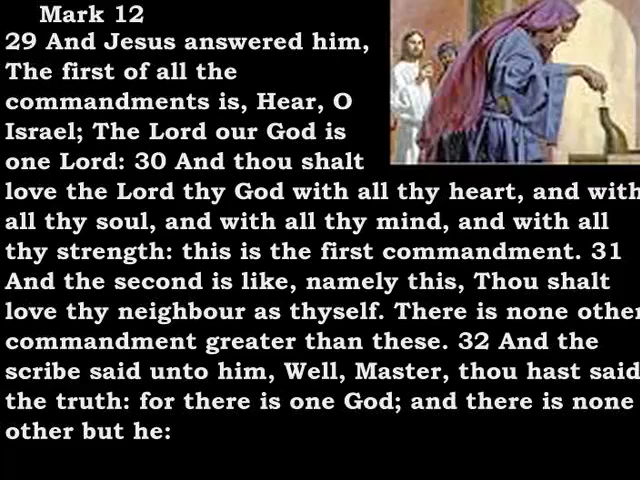 Mark 12
29 And Jesus answered him,
The first of all the
commandments is, Hear, O
Israel; The Lord our God is
one Lord: 30 And thou shalt
love the Lord thy God with all thy heart, and with
all thy soul, and with all thy mind, and with all
thy strength: this is the first commandment. 31
And the second is like, namely this, Thou shalt
love thy neighbour as thyself. There is none other
commandment greater than these. 32 And the
scribe said unto him, Well, Master, thou hast said
the truth: for there is one God; and there is none
other but he: